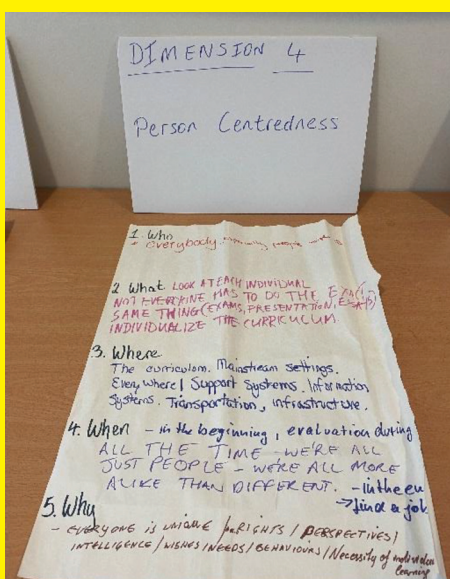 DIMENSION 4
Person Centredness
1. Who
* everybody, people
2. What LOOK AT EACH INDIVIDUAL
NOT EVERYONE HAS TO DO THE EXACT
SAME THING (EXAMS, PRESENTATION, ESSAY?)
INDIVIDUALIZE THE CURRICULUM
3. Where
The curriculum. Mainstream settings.
Everywhere / Support Systems. Information
Systems. Transportation, infrastructure.
4. When - in the beginning, evaluation during
ALL THE TIME - WE'RE ALL
JUST PEOPLE - WE'RE ALL MORE
ALIKE THAN DIFFERENT. - in the en
→ find a job
5. Why
- EVERYONE IS UNIQUE / RIGHTS / PERSPECTIVES /
INTELLIGENCE / WISHES / NEEDS / BEHAVIOURS / Necessity of
learning